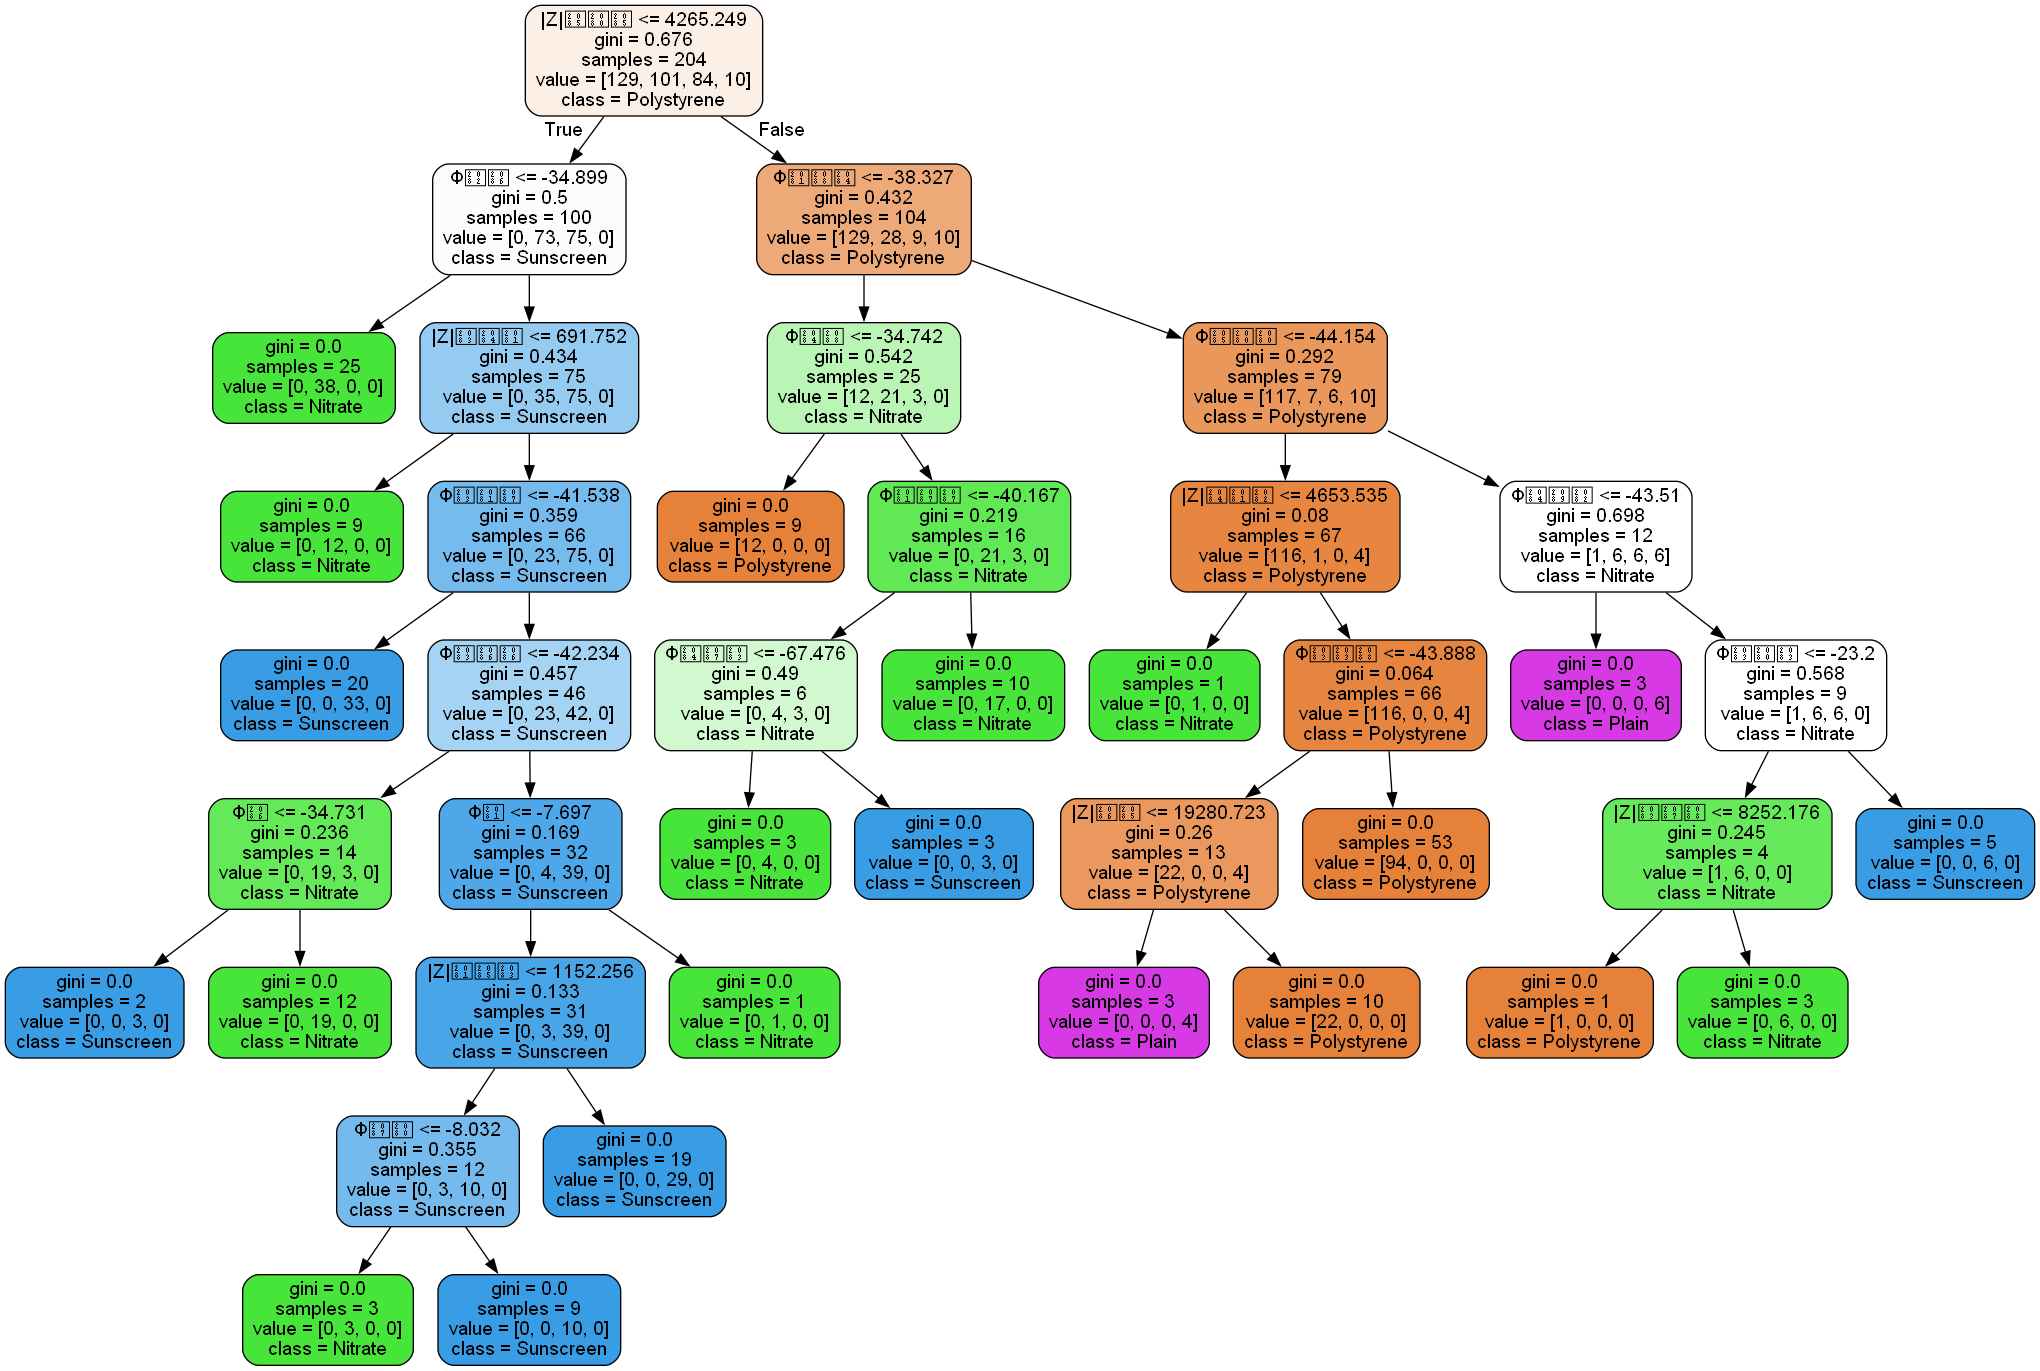 |Z|₅₀₅ <= 4265.249
gini = 0.676
samples = 204
value = [129, 101, 84, 10]
class = Polystyrene
True
False
Φ₂₆ <= -34.899
gini = 0.5
samples = 100
value = [0, 73, 75, 0]
class = Sunscreen
Φ₁₈₄ <= -38.327
gini = 0.432
samples = 104
value = [129, 28, 9, 10]
class = Polystyrene
gini = 0.0
samples = 25
value = [0, 38, 0, 0]
class = Nitrate
|Z| <= 691.752
gini = 0.434
samples = 75
value = [0, 35, 75, 0]
class = Sunscreen
Φ <= -34.742
gini = 0.542
samples = 25
value = [12, 21, 3, 0]
class = Nitrate
Φ <= -44.154
gini = 0.292
samples = 79
value = [117, 7, 6, 10]
class = Polystyrene
gini = 0.0
samples = 9
value = [0, 12, 0, 0]
class = Nitrate
Φ <= -41.538
gini = 0.359
samples = 66
value = [0, 23, 75, 0]
class = Sunscreen
gini = 0.0
samples = 9
value = [12, 0, 0, 0]
class = Polystyrene
Φ <= -40.167
gini = 0.219
samples = 16
value = [0, 21, 3, 0]
class = Nitrate
|Z|₄₁₂ <= 4653.535
gini = 0.08
samples = 67
value = [116, 1, 0, 4]
class = Polystyrene
Φ <= -43.51
gini = 0.698
samples = 12
value = [1, 6, 6, 6]
class = Nitrate
gini = 0.0
samples = 20
value = [0, 0, 33, 0]
class = Sunscreen
Φ <= -42.234
gini = 0.457
samples = 46
value = [0, 23, 42, 0]
class = Sunscreen
Φ <= -67.476
gini = 0.49
samples = 6
value = [0, 4, 3, 0]
class = Nitrate
gini = 0.0
samples = 10
value = [0, 17, 0, 0]
class = Nitrate
gini = 0.0
samples = 1
value = [0, 1, 0, 0]
class = Nitrate
Φ <= -43.888
gini = 0.064
samples = 66
value = [116, 0, 0, 4]
class = Polystyrene
gini = 0.0
samples = 3
value = [0, 0, 0, 6]
class = Plain
Φ <= -23.2
gini = 0.568
samples = 9
value = [1, 6, 6, 0]
class = Nitrate
Φ₆ <= -34.731
gini = 0.236
samples = 14
value = [0, 19, 3, 0]
class = Nitrate
Φ₁ <= -7.697
gini = 0.169
samples = 32
value = [0, 4, 39, 0]
class = Sunscreen
gini = 0.0
samples = 3
value = [0, 4, 0, 0]
class = Nitrate
gini = 0.0
samples = 3
value = [0, 0, 3, 0]
class = Sunscreen
|Z|₆₅ <= 19280.723
gini = 0.26
samples = 13
value = [22, 0, 0, 4]
class = Polystyrene
gini = 0.0
samples = 53
value = [94, 0, 0, 0]
class = Polystyrene
|Z| <= 8252.176
gini = 0.245
samples = 4
value = [1, 6, 0, 0]
class = Nitrate
gini = 0.0
samples = 5
value = [0, 0, 6, 0]
class = Sunscreen
gini = 0.0
samples = 2
value = [0, 0, 3, 0]
class = Sunscreen
gini = 0.0
samples = 12
value = [0, 19, 0, 0]
class = Nitrate
|Z| <= 1152.256
gini = 0.133
samples = 31
value = [0, 3, 39, 0]
class = Sunscreen
gini = 0.0
samples = 1
value = [0, 1, 0, 0]
class = Nitrate
gini = 0.0
samples = 3
value = [0, 0, 0, 4]
class = Plain
gini = 0.0
samples = 10
value = [22, 0, 0, 0]
class = Polystyrene
gini = 0.0
samples = 1
value = [1, 0, 0, 0]
class = Polystyrene
gini = 0.0
samples = 3
value = [0, 6, 0, 0]
class = Nitrate
Φ₇₀ <= -8.032
gini = 0.355
samples = 12
value = [0, 3, 10, 0]
class = Sunscreen
gini = 0.0
samples = 19
value = [0, 0, 29, 0]
class = Sunscreen
gini = 0.0
samples = 3
value = [0, 3, 0, 0]
class = Nitrate
gini = 0.0
samples = 9
value = [0, 0, 10, 0]
class = Sunscreen